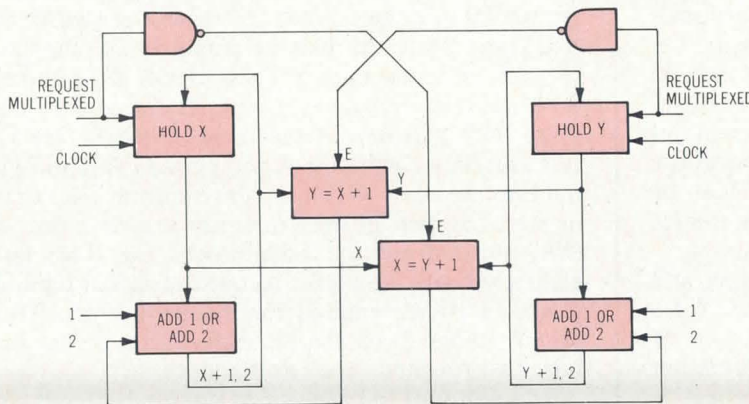 REQUEST
MULTIPLEXED
CLOCK
HOLD X
REQUEST
MULTIPLEXED
CLOCK
HOLD Y
E
Y = X + 1
Y
E
X
X = Y + 1
1
2
ADD 1 OR
ADD 2
X + 1, 2
ADD 1 OR
ADD 2
1
2
Y + 1, 2